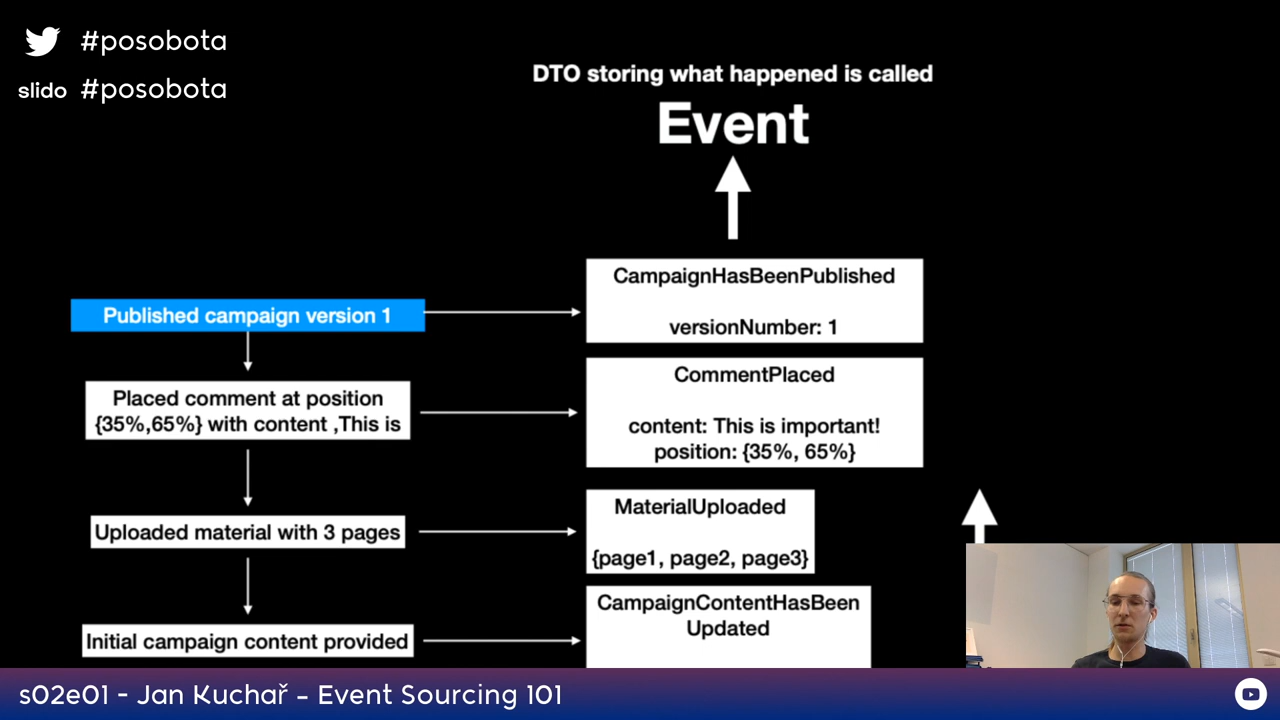 #posobota
slido #posobota
DTO storing what happened is called
Event
Published campaign version 1
CampaignHasBeenPublished
versionNumber: 1
Placed comment at position
{35%,65%} with content ,This is
CommentPlaced
content: This is important!
position: {35%, 65%}
Uploaded material with 3 pages
MaterialUploaded
{page1, page2, page3}
Initial campaign content provided
CampaignContentHasBeen
Updated
s02e01 - Jan Kuchař - Event Sourcing 101